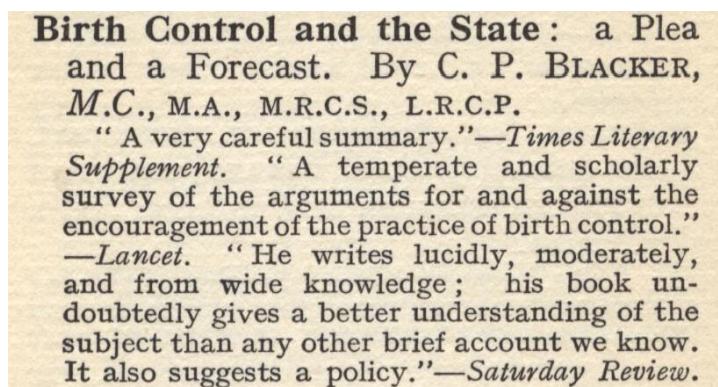 Birth Control and the State : a Plea
and a Forecast. By C. P. BLACKER,
M.C., M.A., M.R.C.S., L.R.C.P.
“ A very careful summary.”—Times Literary
Supplement. “ A temperate and scholarly
survey of the arguments for and against the
encouragement of the practice of birth control.”
—Lancet. “ He writes lucidly, moderately,
and from wide knowledge ; his book un-
doubtedly gives a better understanding of the
subject than any other brief account we know.
It also suggests a policy.”—Saturday Review.